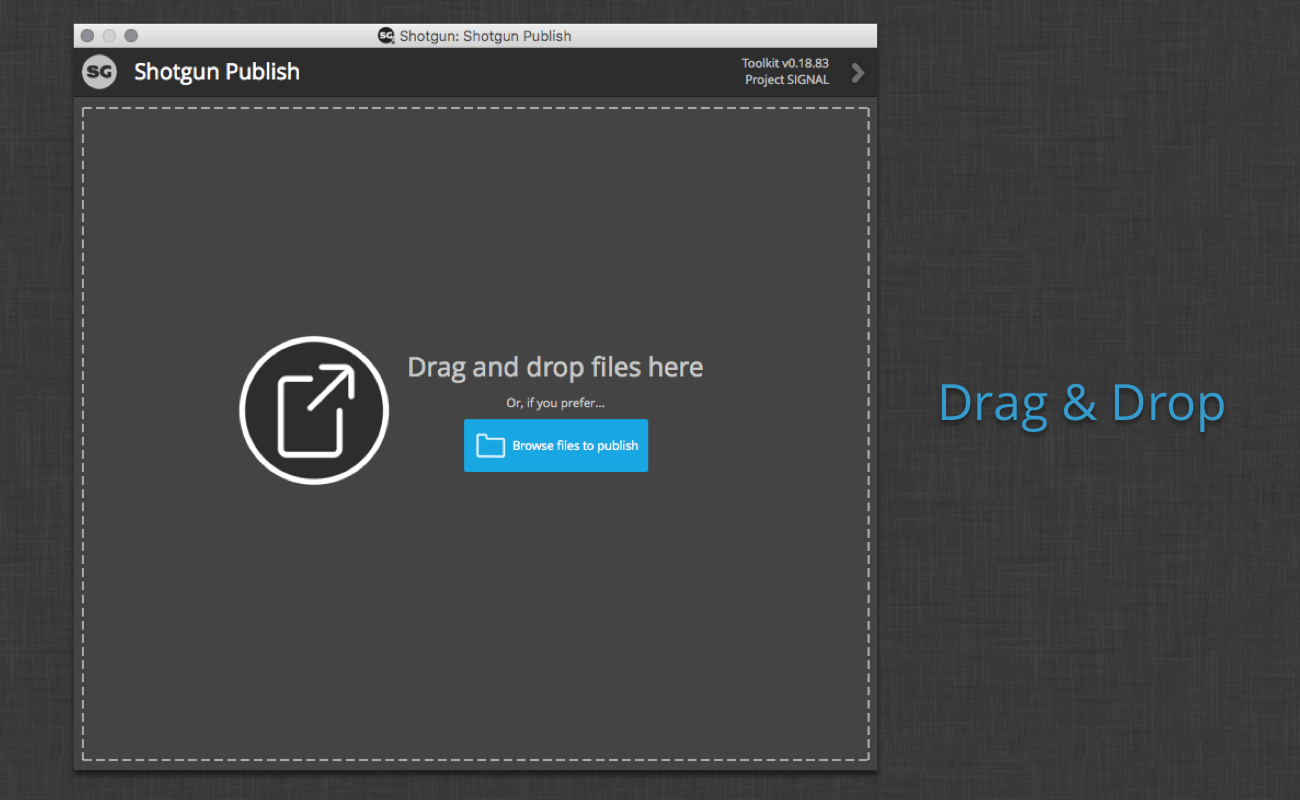 Shotgun: Shotgun Publish
SG
Shotgun Publish
Toolkit v0.18.83
Project SIGNAL
Drag and drop files here
Or, if you prefer...
Browse files to publish
Drag & Drop